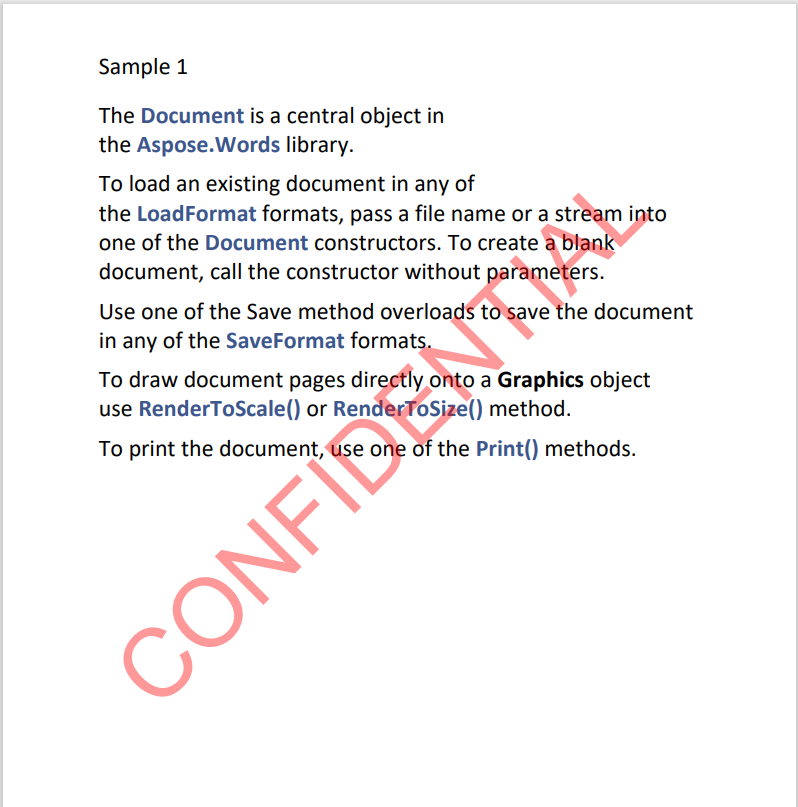 Sample 1
The Document is a central object in
the Aspose.Words library.
To load an existing document in any of
the LoadFormat formats, pass a file name or a stream into
one of the Document constructors. To create a blank
document, call the constructor without parameters.
Use one of the Save method overloads to save the document
in any of the SaveFormat formats.
To draw document pages directly onto a Graphics object
use RenderToScale() or RenderToSize() method.
To print the document, use one of the Print() methods.
CONFIDENTIAL